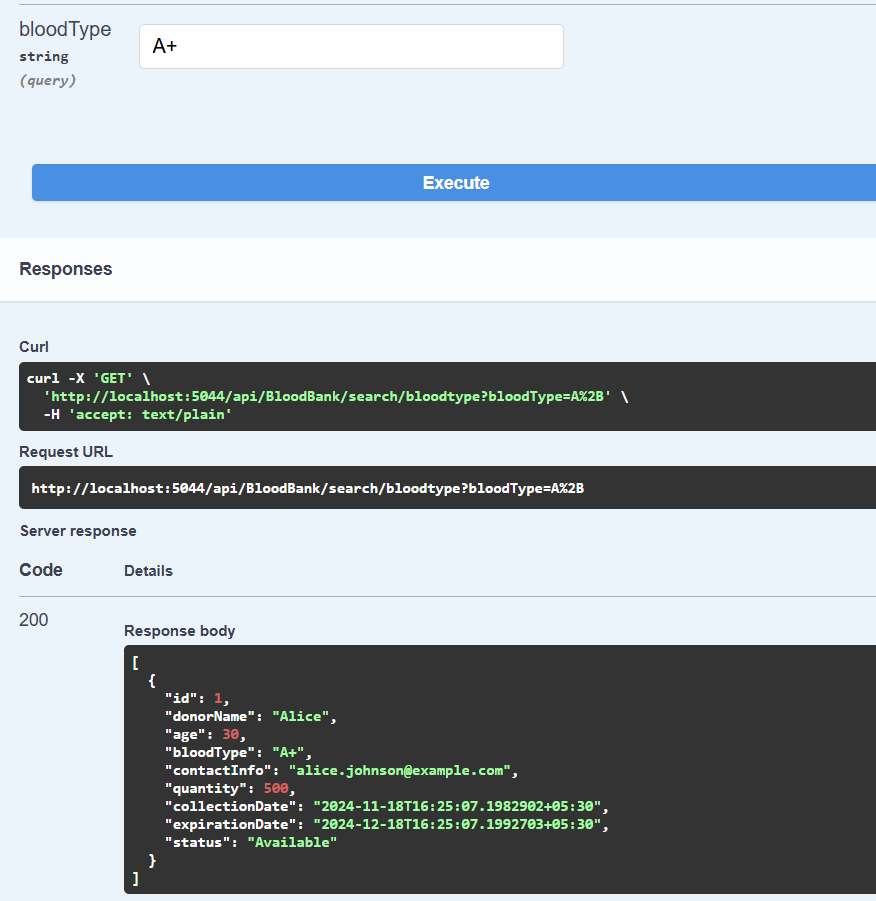 bloodType
string
(query)
A+
Execute
Responses
Curl
curl -X 'GET' \
'http://localhost:5044/api/BloodBank/search/bloodtype?bloodType=A%2B' \
-H 'accept: text/plain'
Request URL
http://localhost:5044/api/BloodBank/search/bloodtype?bloodType=A%2B
Server response
Code Details
200
Response body
[
{
"id": 1,
"donorName": "Alice",
"age": 30,
"bloodType": "A+",
"contactInfo": "alice.johnson@example.com",
"quantity": 500,
"collectionDate": "2024-11-18T16:25:07.1982902+05:30",
"expirationDate": "2024-12-18T16:25:07.1992703+05:30",
"status": "Available"
}
]